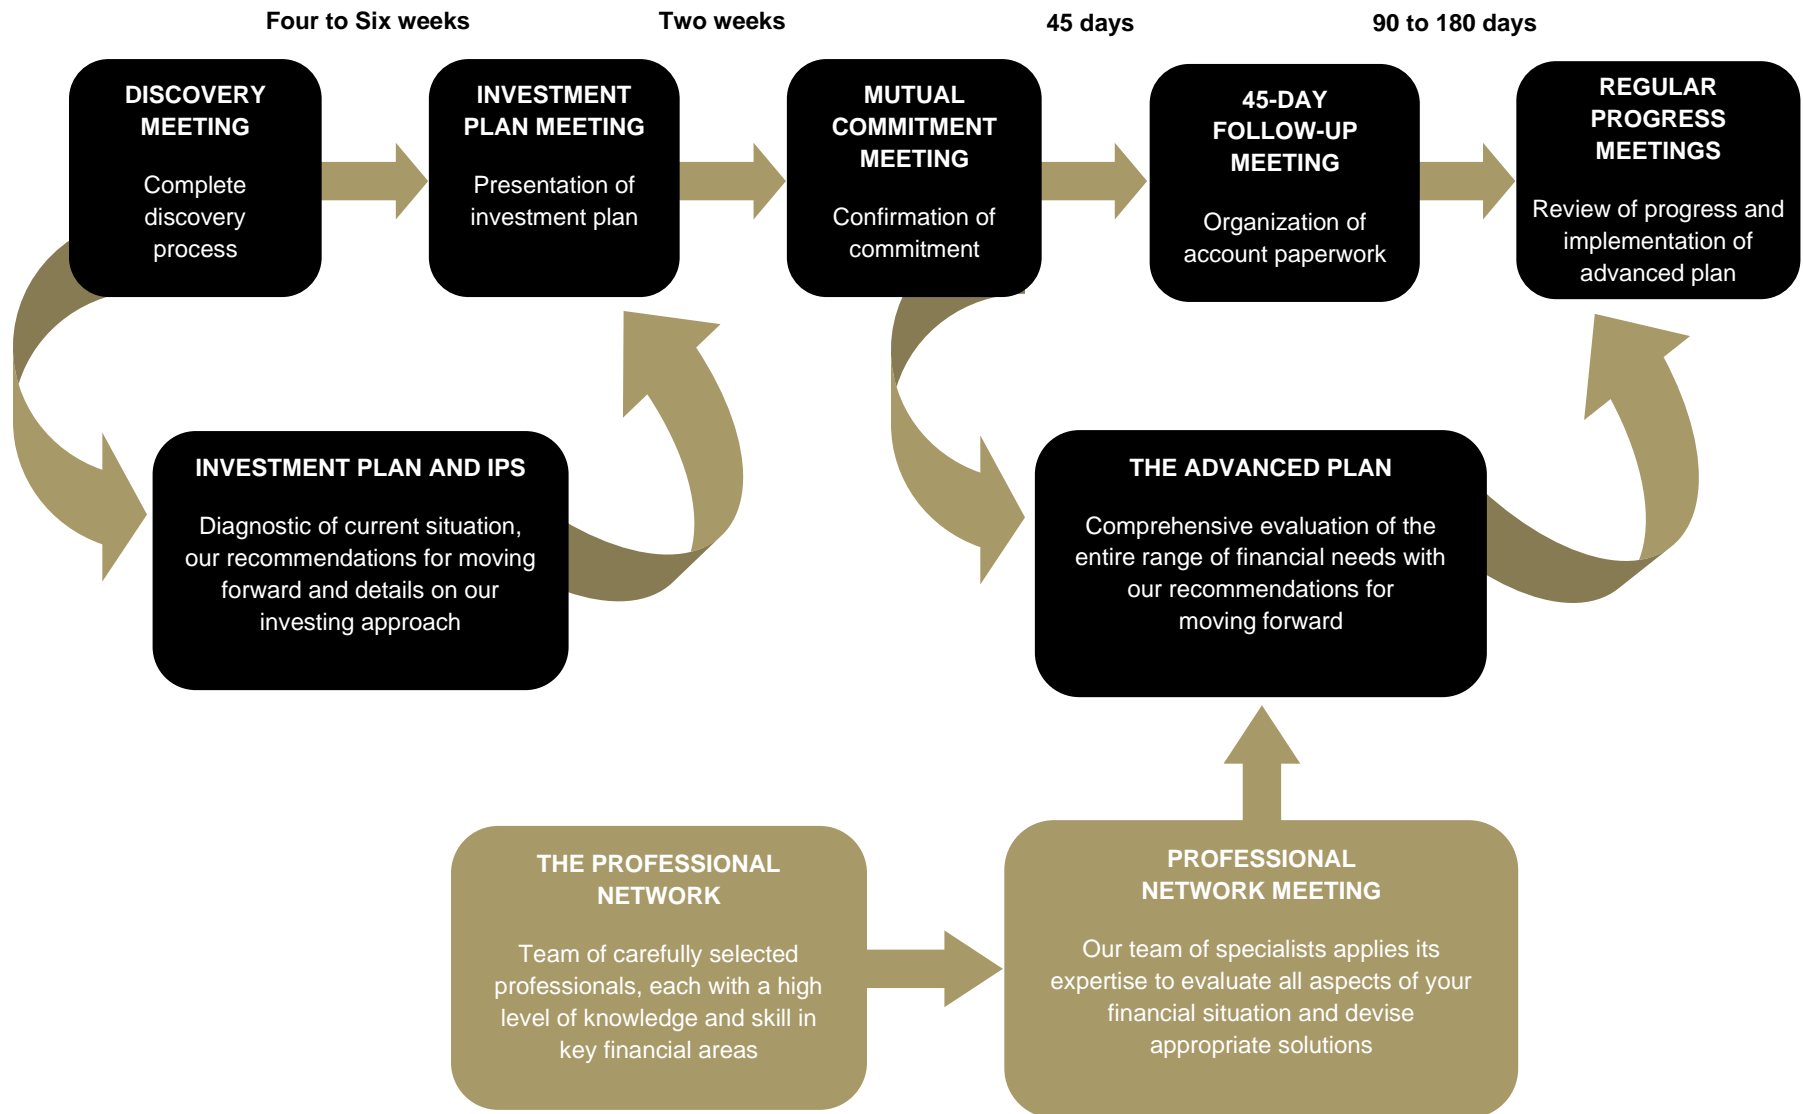 Four to Six weeks
Two weeks
45 days
90 to 180 days
DISCOVERY
MEETING
Complete
discovery
process
INVESTMENT
PLAN MEETING
Presentation of
investment plan
MUTUAL
COMMITMENT
MEETING
Confirmation of
commitment
45-DAY
FOLLOW-UP
MEETING
Organization of
account paperwork
REGULAR
PROGRESS
MEETINGS
Review of progress and
implementation of
advanced plan
INVESTMENT PLAN AND IPS
Diagnostic of current situation,
our recommendations for moving
forward and details on our
investing approach
THE ADVANCED PLAN
Comprehensive evaluation of the
entire range of financial needs with
our recommendations for
moving forward
THE PROFESSIONAL
NETWORK
Team of carefully selected
professionals, each with a high
level of knowledge and skill in
key financial areas
PROFESSIONAL
NETWORK MEETING
Our team of specialists applies its
expertise to evaluate all aspects of your
financial situation and devise
appropriate solutions